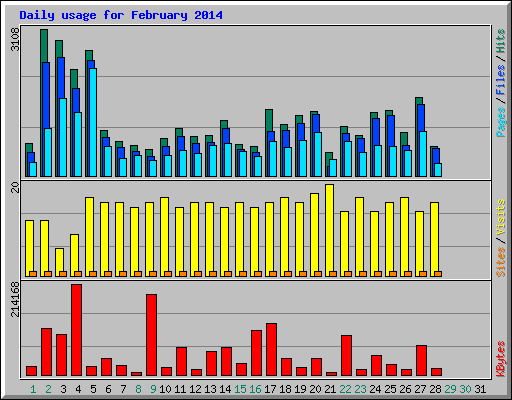 Daily usage for February 2014
3108
Pages / Files / Hits
20
Sites / Visits
214168
KBytes
1 2 3 4 5 6 7 8 9 10 11 12 13 14 15 16 17 18 19 20 21 22 23 24 25 26 27 28 29 30 31